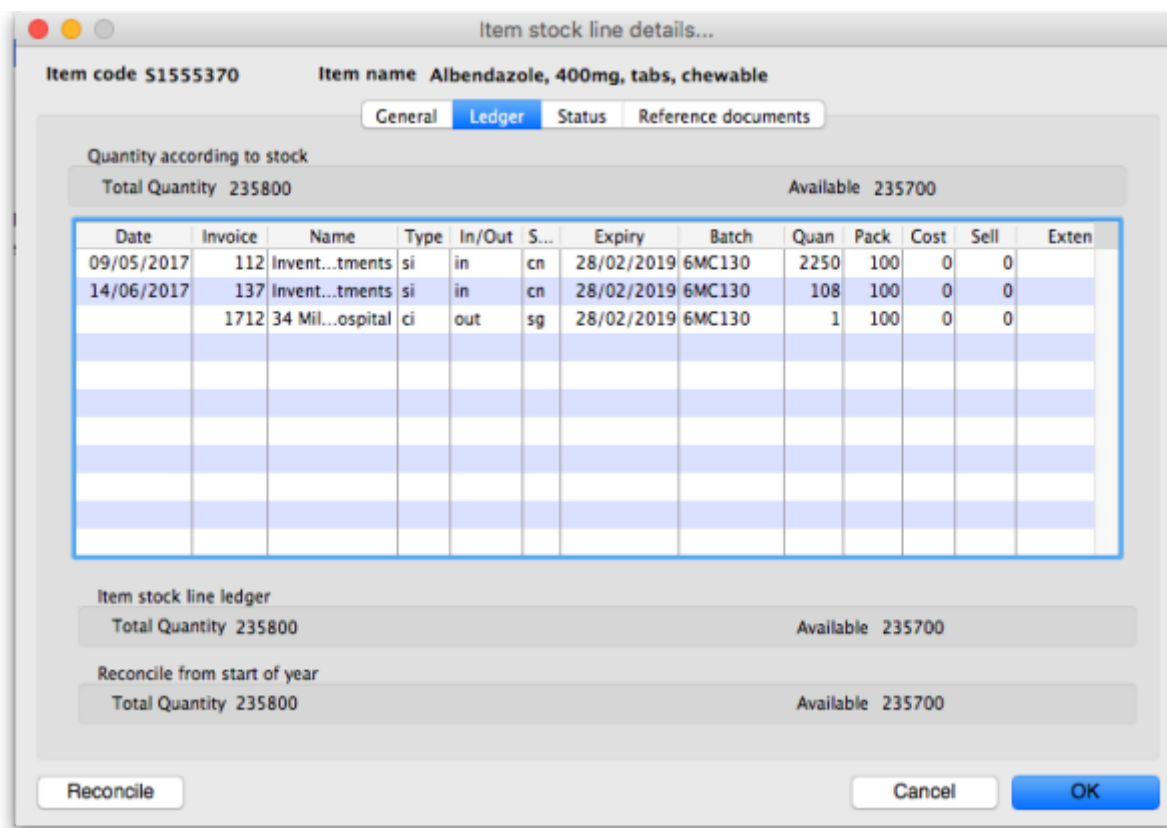 Item stock line details...
Item code S1555370 Item name Albendazole, 400mg, tabs, chewable
General Ledger Status Reference documents
Quantity according to stock
Total Quantity 235800 Available 235700
Date Invoice Name Type In/Out S... Expiry Batch Quan Pack Cost Sell Exten
09/05/2017 112 Invent...tments si in cn 28/02/2019 6MC130 2250 100 0 0
14/06/2017 137 Invent...tments si in cn 28/02/2019 6MC130 108 100 0 0
1712 34 Mil...ospital ci out sg 28/02/2019 6MC130 1 100 0 0
Item stock line ledger
Total Quantity 235800 Available 235700
Reconcile from start of year
Total Quantity 235800 Available 235700
Reconcile Cancel OK